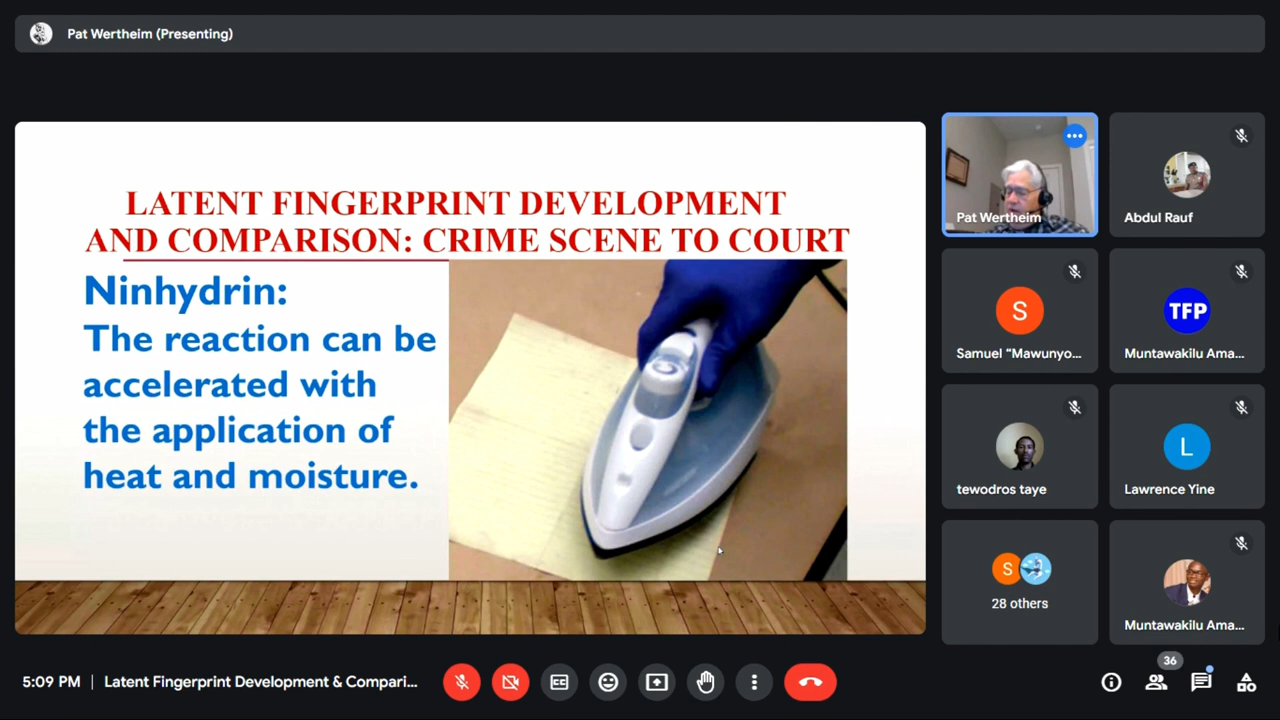 Pat Wertheim (Presenting)
LATENT FINGERPRINT DEVELOPMENT
AND COMPARISON: CRIME SCENE TO COURT
Ninhydrin:
The reaction can be
accelerated with
the application of
heat and moisture.
Pat Wertheim
Abdul Rauf
S
Samuel “Mawunyo...
TFP
Muntawakilu Ama...
tewodros taye
L
Lawrence Yine
S
28 others
Muntawakilu Ama...
5:09 PM | Latent Fingerprint Development & Compari...
CC
36